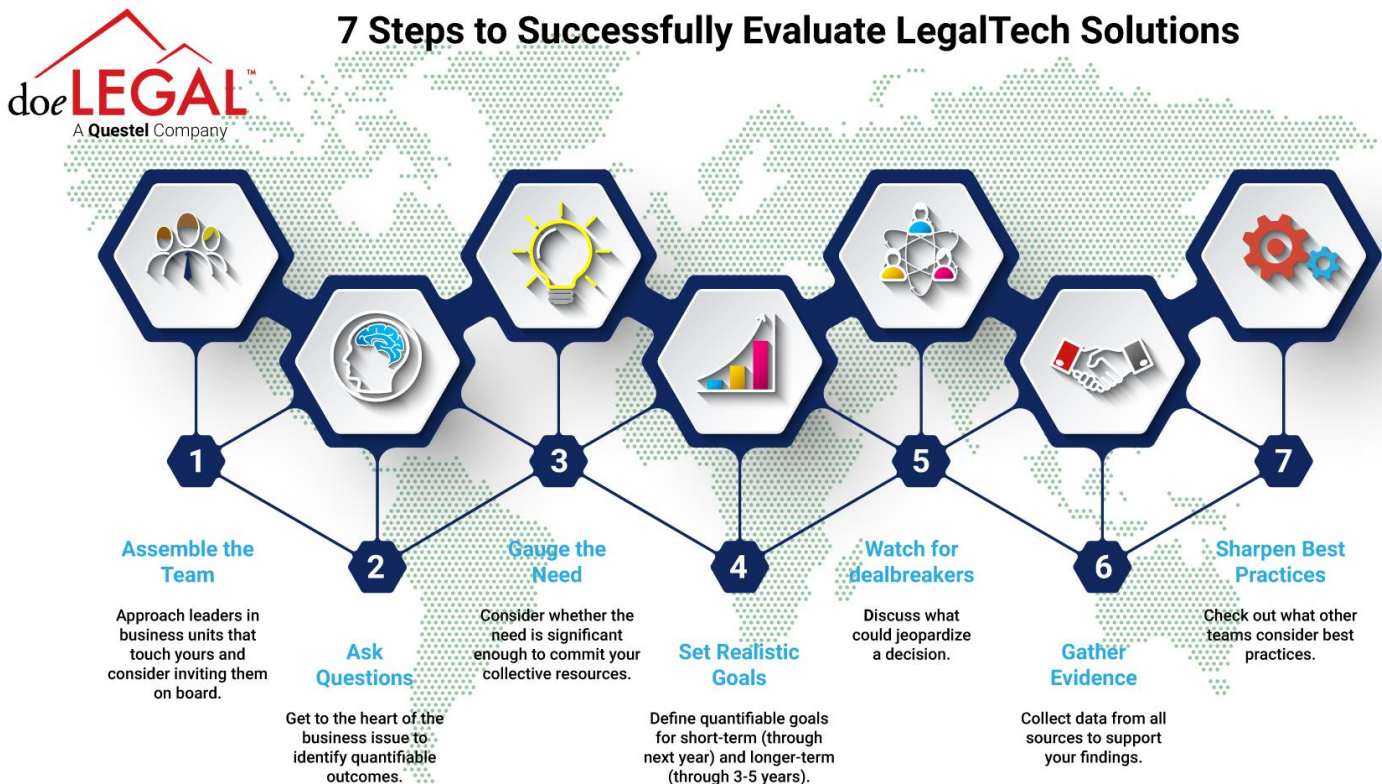 7 Steps to Successfully Evaluate LegalTech Solutions
doeLEGAL™
A Questel Company
1
Assemble the
Team
Approach leaders in
business units that
touch yours and
consider inviting them
on board.
2
Ask
Questions
Get to the heart of the
business issue to
identify quantifiable
outcomes.
3
Gauge the
Need
Consider whether the
need is significant
enough to commit your
collective resources.
4
Set Realistic
Goals
Define quantifiable goals
for short-term (through
next year) and longer-term
(through 3-5 years).
5
Watch for
dealbreakers
Discuss what
could jeopardize
a decision.
6
Gather
Evidence
Collect data from all
sources to support
your findings.
7
Sharpen Best
Practices
Check out what other
teams consider best
practices.